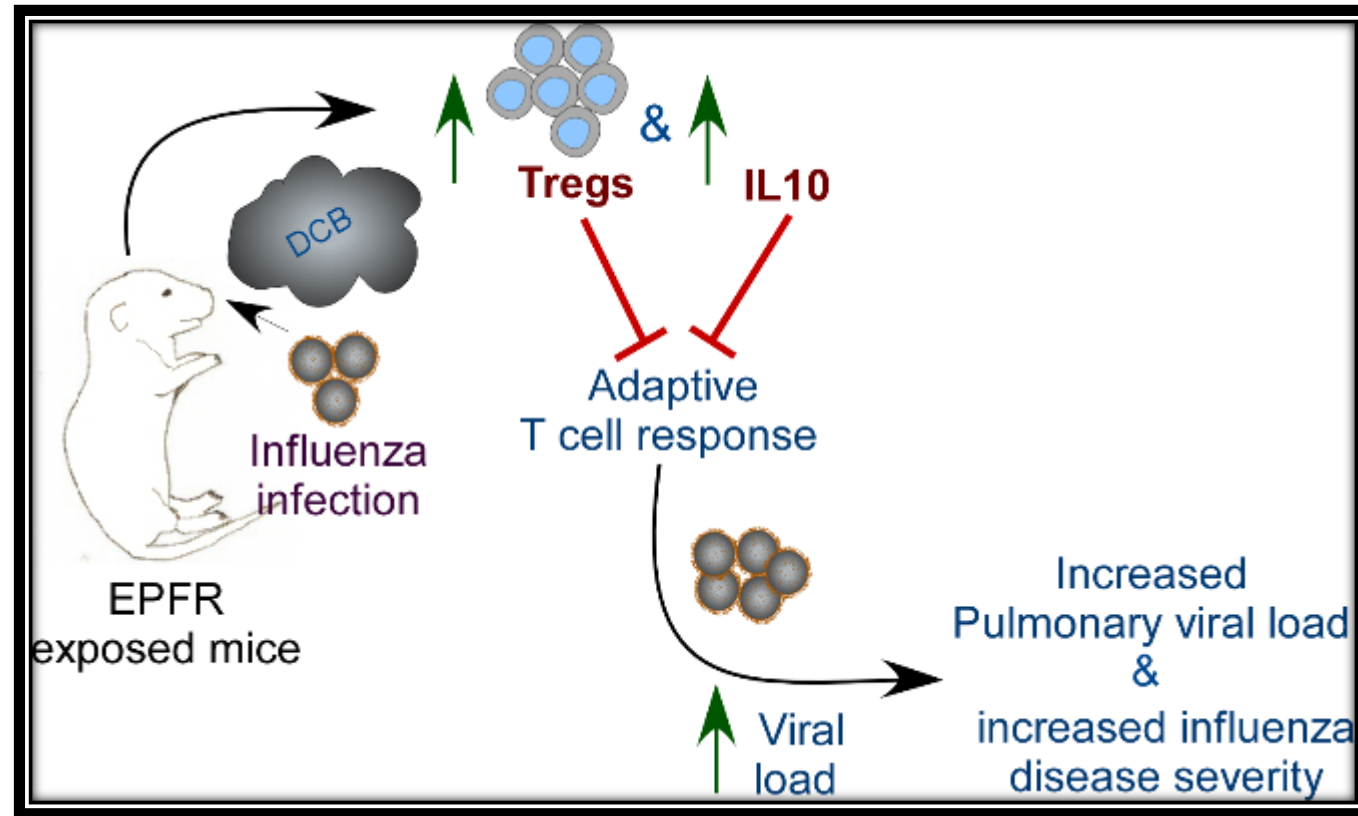 &
Tregs
IL10
DCB
Adaptive
T cell response
Influenza
infection
EPFR
exposed mice
Viral
load
Increased
Pulmonary viral load
&
increased influenza
disease severity